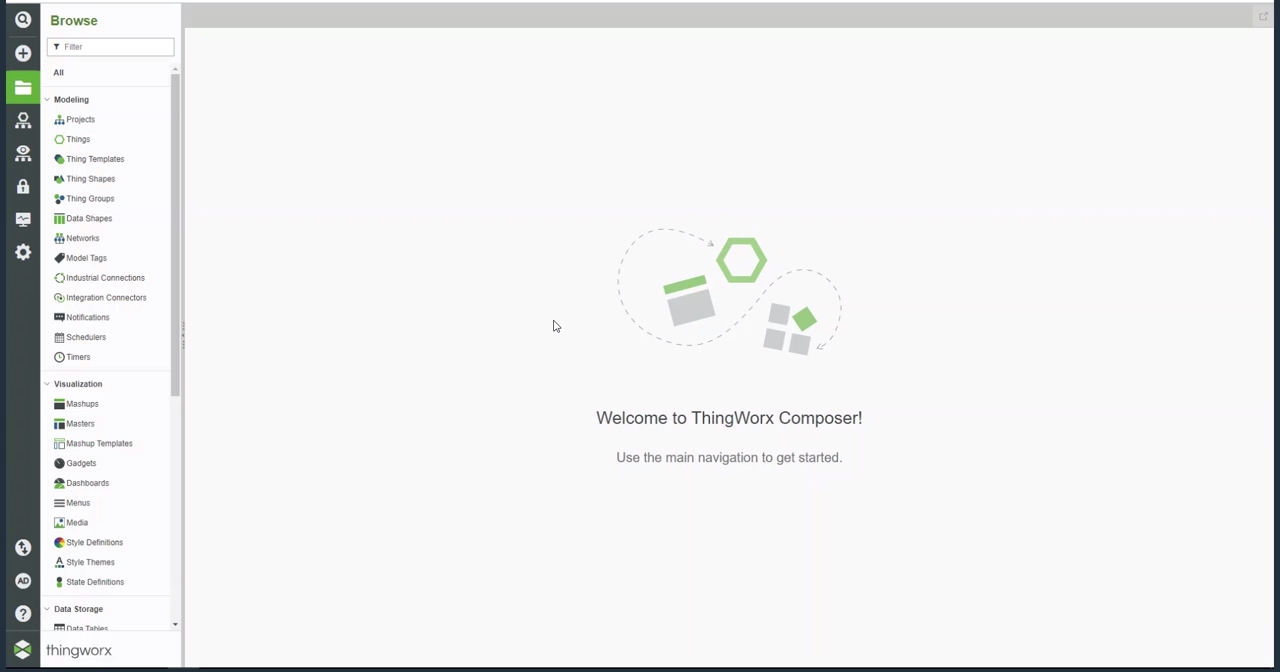 Browse
Filter
All
Modeling
Projects
Things
Thing Templates
Thing Shapes
Thing Groups
Data Shapes
Networks
Model Tags
Industrial Connections
Integration Connectors
Notifications
Schedulers
Timers
Visualization
Mashups
Masters
Mashup Templates
Gadgets
Dashboards
Menus
Media
Style Definitions
Style Themes
State Definitions
Data Storage
Data Tables
AD
thingworx
Welcome to ThingWorx Composer!
Use the main navigation to get started.